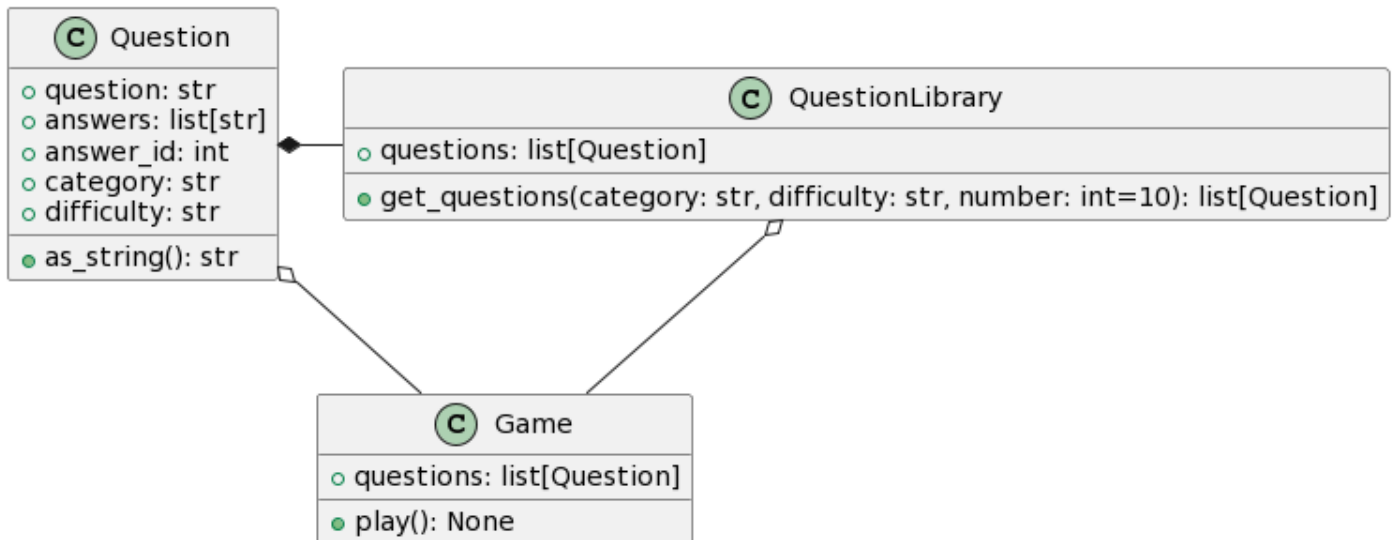 C Question
question: str
answers: list[str]
answer_id: int
category: str
difficulty: str
as_string(): str
C QuestionLibrary
questions: list[Question]
get_questions(category: str, difficulty: str, number: int=10): list[Question]
C Game
questions: list[Question]
play(): None